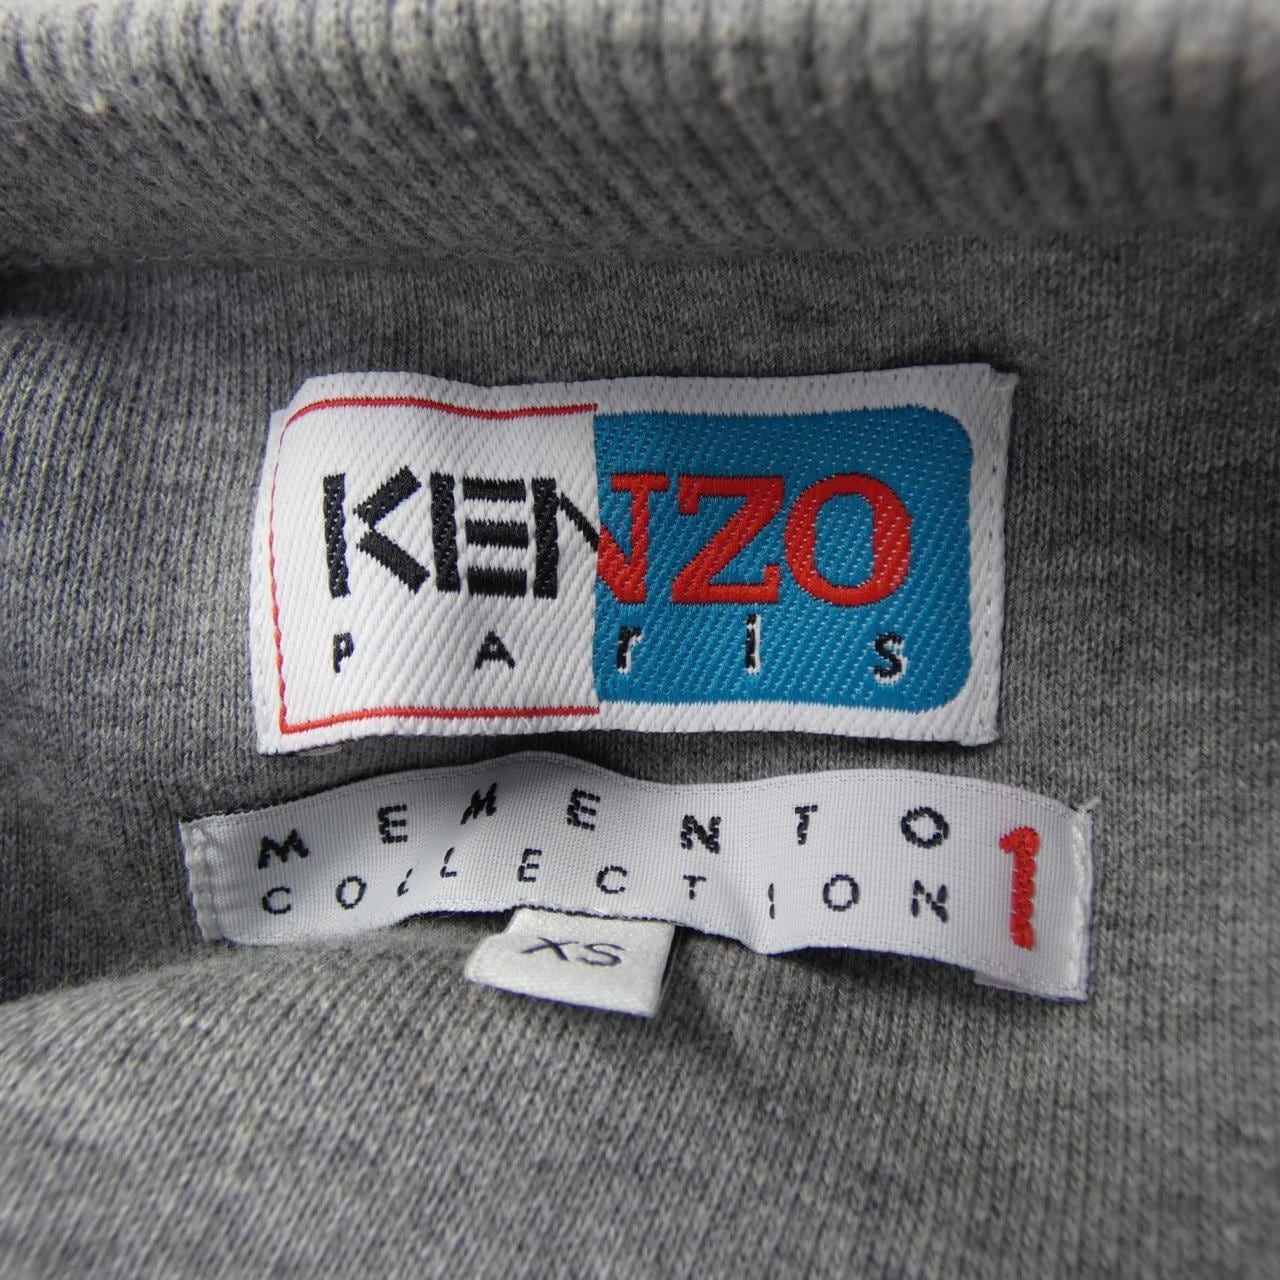 KENZO
PAris
MEMENTO
COLLECTION 1
XS